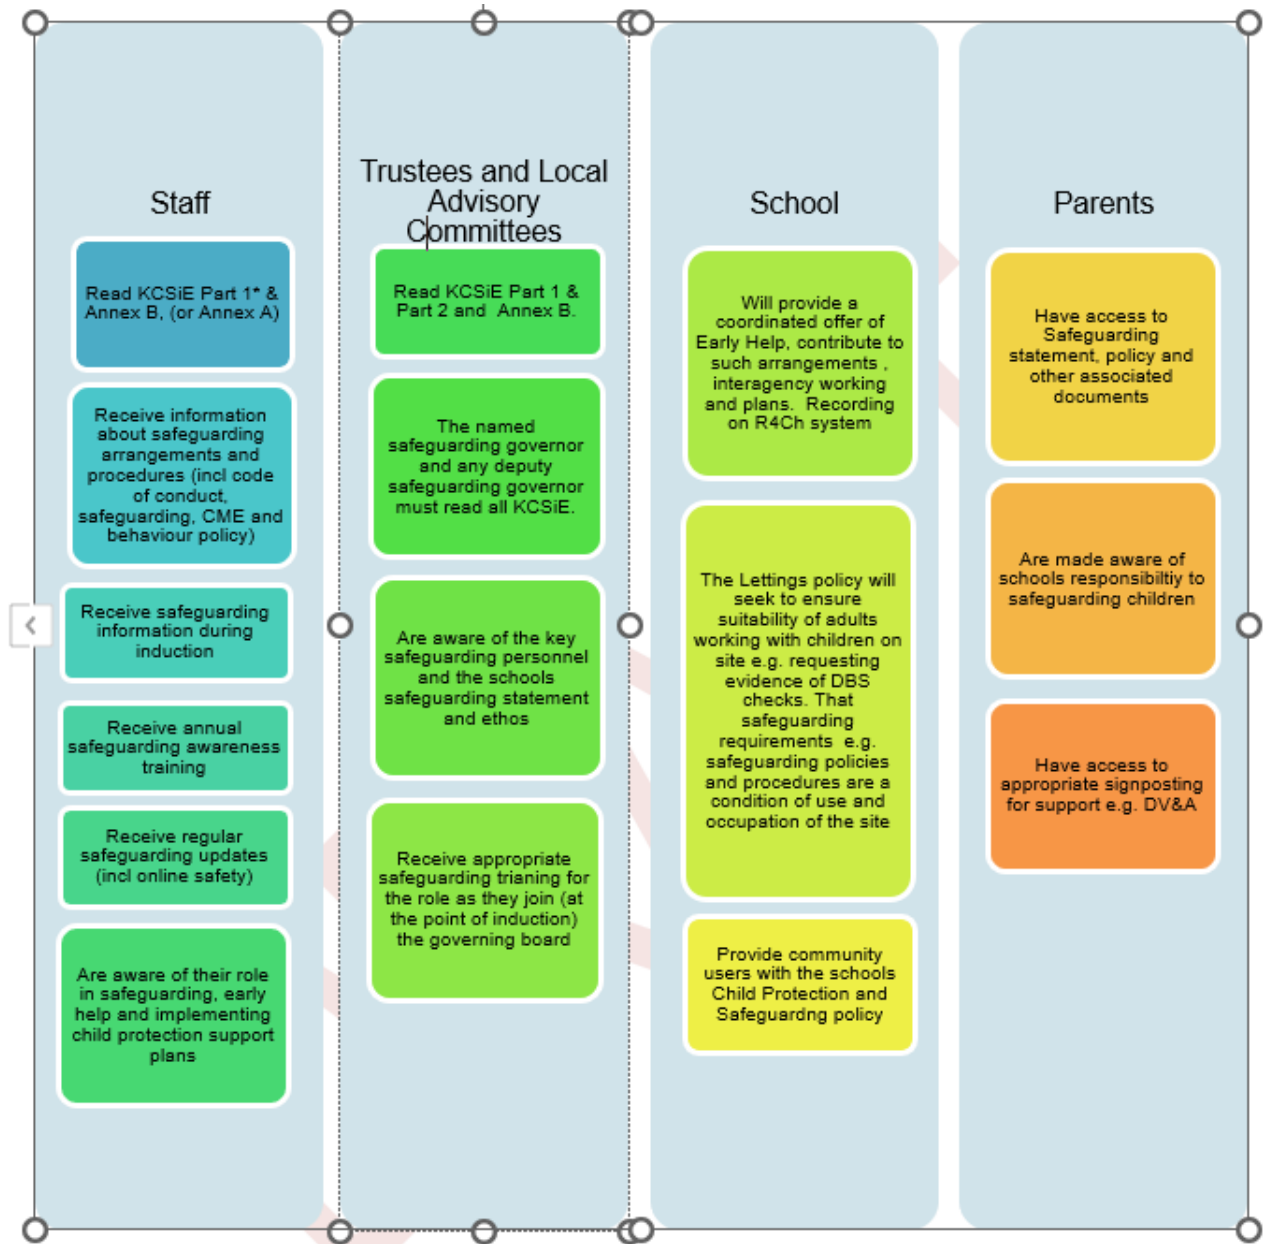 Staff
Read KCSiE Part 1* &
Annex B, (or Annex A)
Receive information
about safeguarding
arrangements and
procedures (incl code
of conduct,
safeguarding, CME and
behaviour policy)
Receive safeguarding
information during
induction
Receive annual
safeguarding awareness
training
Receive regular
safeguarding updates
(incl online safety)
Are aware of their role
in safeguarding, early
help and implementing
child protection support
plans
Trustees and Local
Advisory
Committees
Read KCSiE Part 1 &
Part 2 and  Annex B.
The named
safeguarding governor
and any deputy
safeguarding governor
must read all KCSiE.
Are aware of the key
safeguarding personnel
and the schools
safeguarding statement
and ethos
Receive appropriate
safeguarding trianing for
the role as they join (at
the point of induction)
the governing board
School
Will provide a
coordinated offer of
Early Help, contribute to
such arrangements ,
interagency working
and plans.  Recording
on R4Ch system
The Lettings policy will
seek to ensure
suitability of adults
working with children on
site e.g. requesting
evidence of DBS
checks. That
safeguarding
requirements  e.g.
safeguarding policies
and procedures are a
condition of use and
occupation of the site
Provide community
users with the schools
Child Protection and
Safeguardng policy
Parents
Have access to
Safeguarding
statement, policy and
other associated
documents
Are made aware of
schools responsibiltiy to
safeguarding children
Have access to
appropriate signposting
for support e.g. DV&A